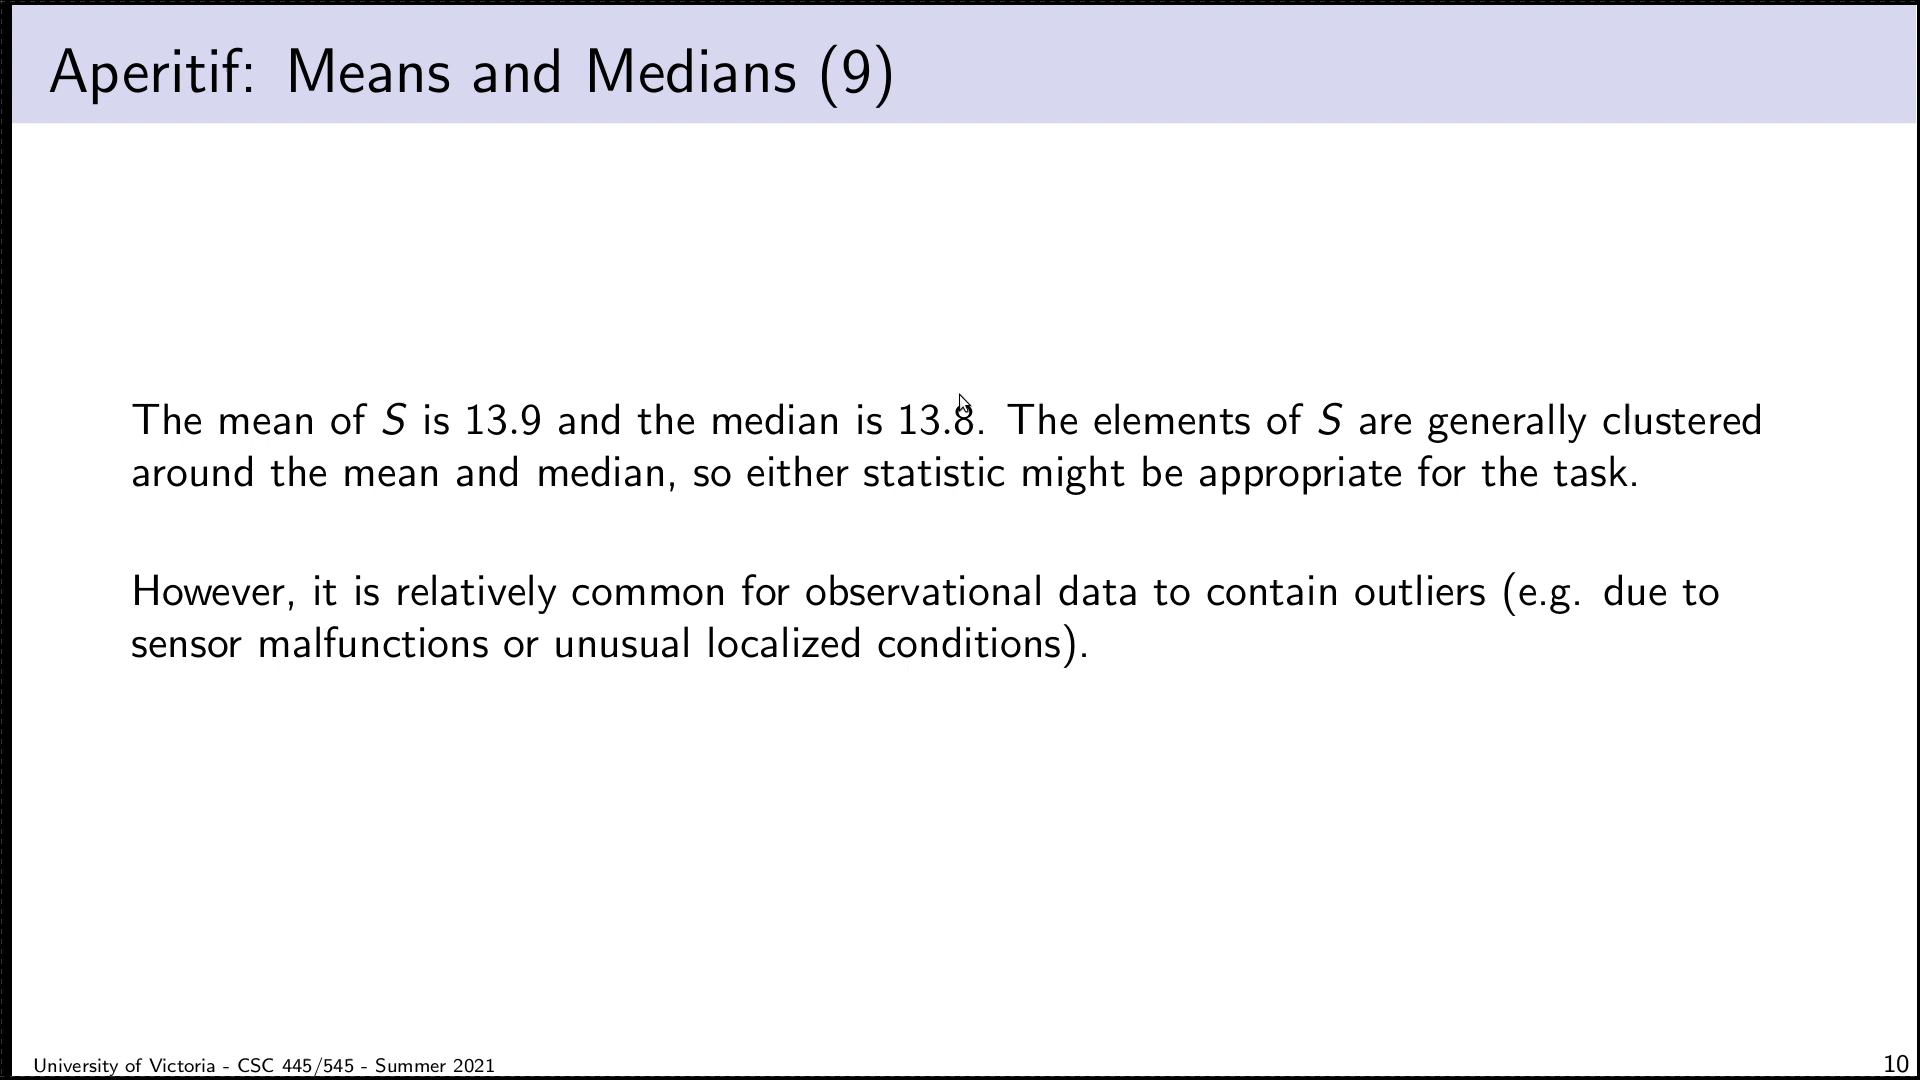 Aperitif: Means and Medians (9)
The mean of S is 13.9 and the median is 13.8. The elements of S are generally clustered
around the mean and median, so either statistic might be appropriate for the task.
However, it is relatively common for observational data to contain outliers (e.g. due to
sensor malfunctions or unusual localized conditions).
University of Victoria - CSC 445/545 - Summer 2021
10